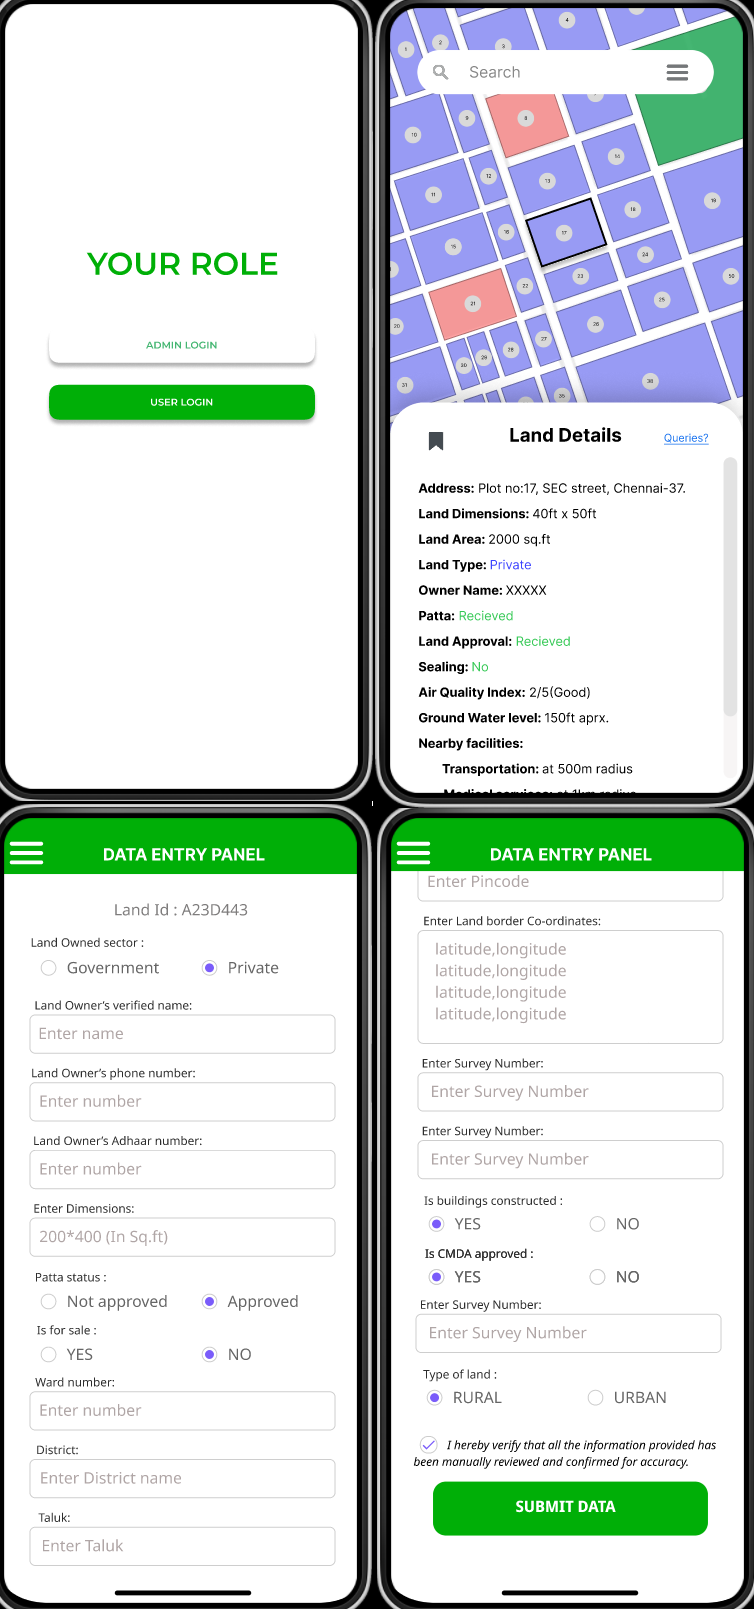 YOUR ROLE
ADMIN LOGIN
USER LOGIN
4
1
2
3
Search
7
8
9
10
14
12
13
11
19
18
16
17
15
24
23
22
50
21
25
20
26
27
28
29
30
36
31
35
Land Details
Queries?
Address: Plot no:17, SEC street, Chennai-37.
Land Dimensions: 40ft x 50ft
Land Area: 2000 sq.ft
Land Type: Private
Owner Name: XXXXX
Patta: Recieved
Land Approval: Recieved
Sealing: No
Air Quality Index: 2/5(Good)
Ground Water level: 150ft aprx.
Nearby facilities:
Transportation: at 500m radius
Medical services: at 1km radius
DATA ENTRY PANEL
Land Id : A23D443
Land Owned sector :
Government Private
Land Owner's verified name:
Enter name
Land Owner's phone number:
Enter number
Land Owner's Adhaar number:
Enter number
Enter Dimensions:
200*400 (In Sq.ft)
Patta status :
Not approved Approved
Is for sale :
YES NO
Ward number:
Enter number
District:
Enter District name
Taluk:
Enter Taluk
DATA ENTRY PANEL
Enter Pincode
Enter Land border Co-ordinates:
latitude,longitude
latitude,longitude
latitude,longitude
latitude,longitude
Enter Survey Number:
Enter Survey Number
Enter Survey Number:
Enter Survey Number
Is buildings constructed :
YES NO
Is CMDA approved :
YES NO
Enter Survey Number:
Enter Survey Number
Type of land :
RURAL URBAN
I hereby verify that all the information provided has
been manually reviewed and confirmed for accuracy.
SUBMIT DATA